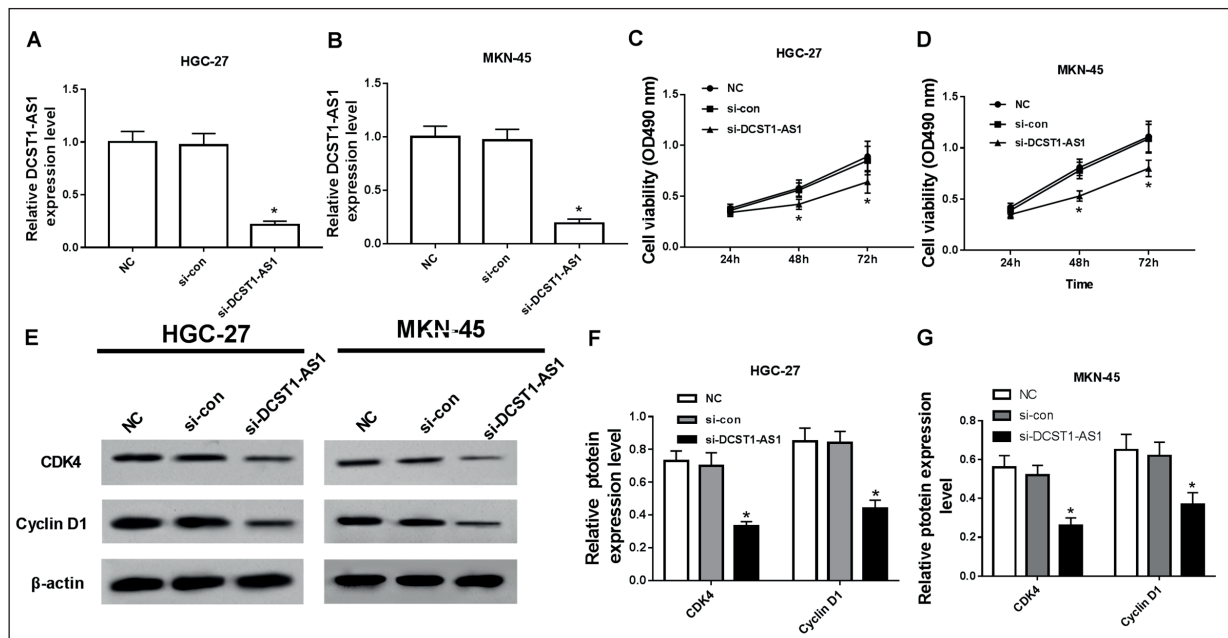 A
HGC-27
Relative DCST1-AS1
expression level
1.5
1.0
0.5
0.0
NC
si-con
si-DCST1-AS1
*
B
MKN-45
Relative DCST1-AS1
expression level
1.5
1.0
0.5
0.0
NC
si-con
si-DCST1-AS1
*
C
HGC-27
NC
si-con
si-DCST1-AS1
Cell viability (OD490 nm)
1.5
1.0
0.5
0.0
24h
48h
72h
*
*
D
MKN-45
NC
si-con
si-DCST1-AS1
Cell viability (OD490 nm)
1.5
1.0
0.5
0.0
24h
48h
72h
Time
*
*
E
HGC-27
MKN-45
NC
si-con
si-DCST1-AS1
NC
si-con
si-DCST1-AS1
CDK4
Cyclin D1
β-actin
F
HGC-27
NC
si-con
si-DCST1-AS1
Relative ptotein
expression level
1.0
0.8
0.6
0.4
0.2
0.0
CDK4
Cyclin D1
*
*
G
MKN-45
NC
si-con
si-DCST1-AS1
Relative ptotein expression
level
0.8
0.6
0.4
0.2
0.0
CDK4
Cyclin D1
*
*